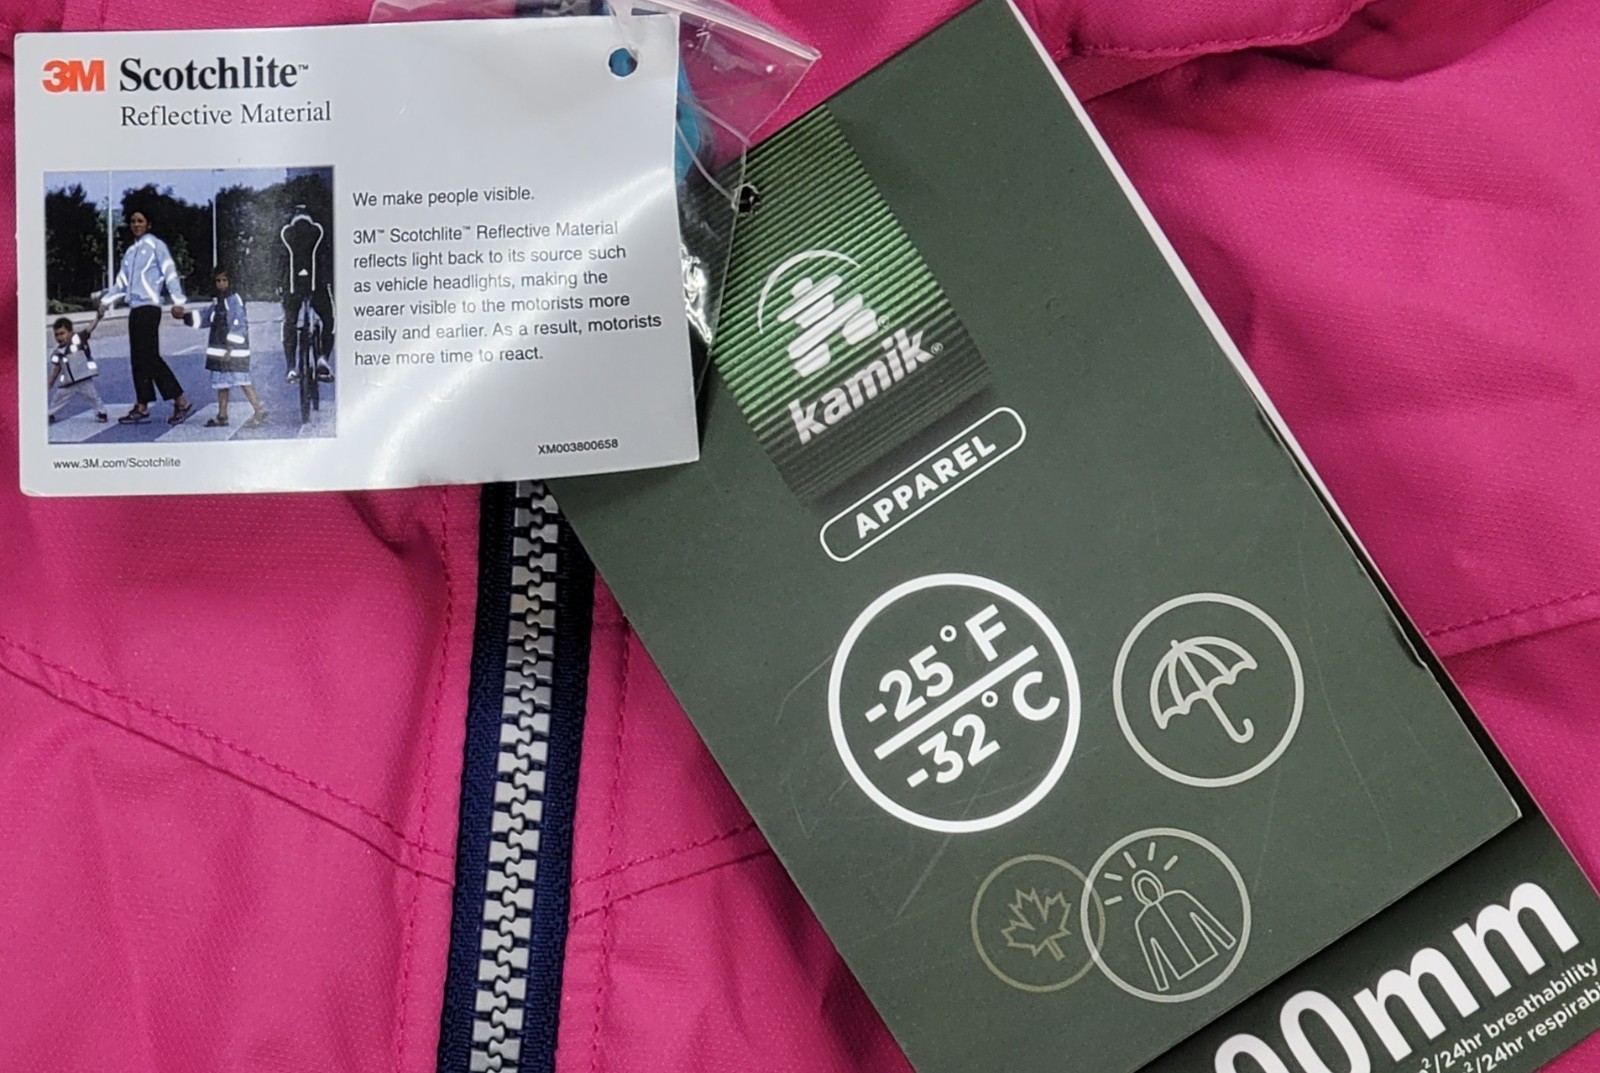 3M Scotchlite™
Reflective Material
We make people visible.
3M™ Scotchlite™ Reflective Material
reflects light back to its source such
as vehicle headlights, making the
wearer visible to the motorists more
easily and earlier. As a result, motorists
have more time to react.
XM003800658
www.3M.com/Scotchlite
kamik®
APPAREL
-25°F
-32°C
00mm
²/24hr breathability
²/24hr